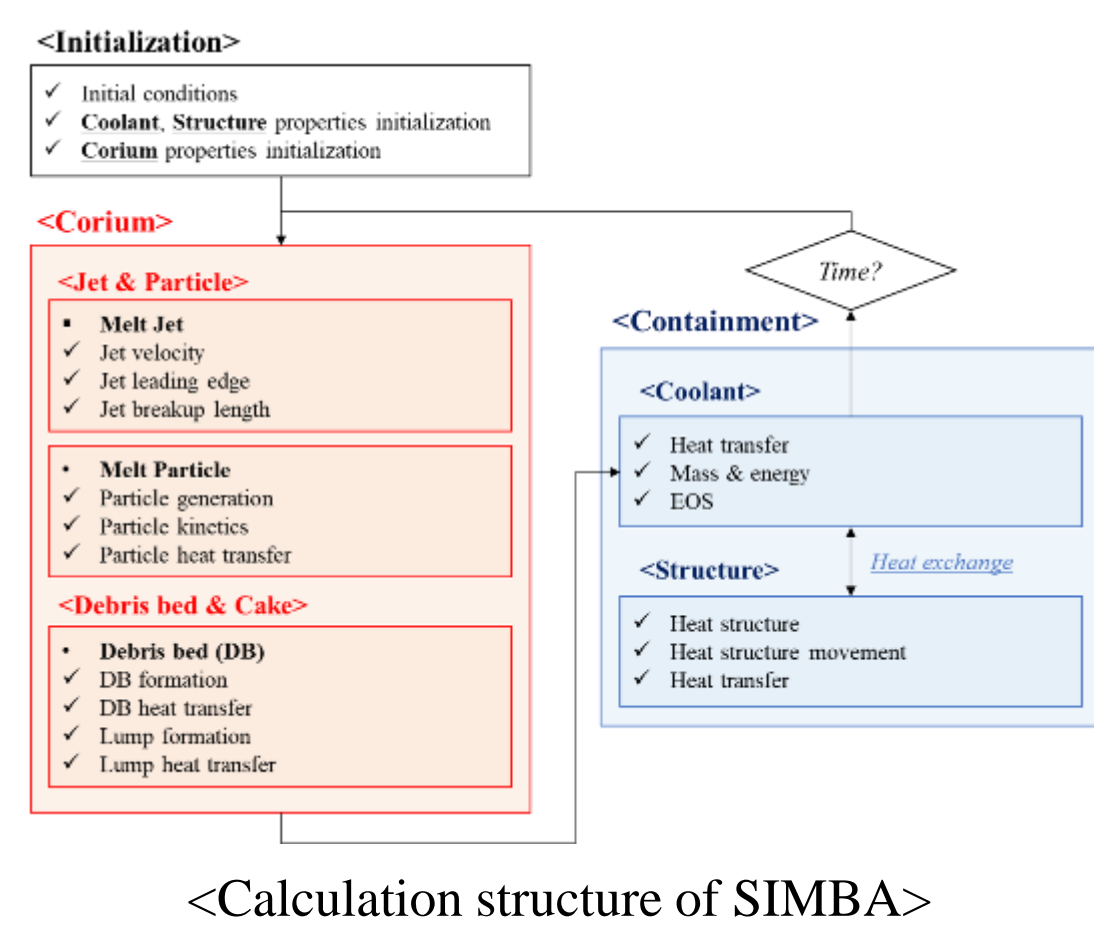 <Initialization>
✓ Initial conditions
✓ Coolant, Structure properties initialization
✓ Corium properties initialization
<Corium>
<Jet & Particle>
▪ Melt Jet
✓ Jet velocity
✓ Jet leading edge
✓ Jet breakup length
• Melt Particle
✓ Particle generation
✓ Particle kinetics
✓ Particle heat transfer
<Debris bed & Cake>
• Debris bed (DB)
✓ DB formation
✓ DB heat transfer
✓ Lump formation
✓ Lump heat transfer
Time?
<Containment>
<Coolant>
✓ Heat transfer
✓ Mass & energy
✓ EOS
Heat exchange
<Structure>
✓ Heat structure
✓ Heat structure movement
✓ Heat transfer
<Calculation structure of SIMBA>